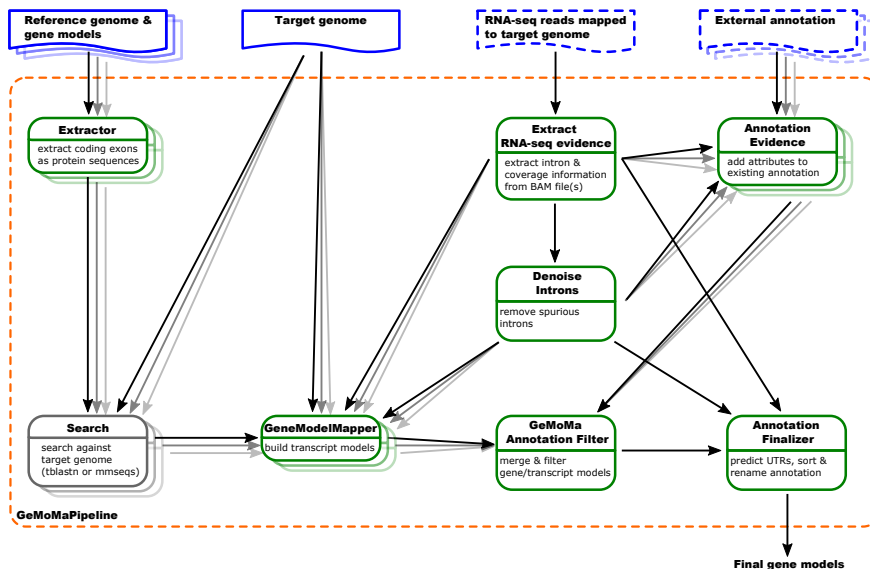 Reference genome &
gene models
Target genome
RNA-seq reads mapped
to target genome
External annotation
Extractor
extract coding exons
as protein sequences
Extract
RNA-seq evidence
extract intron &
coverage information
from BAM file(s)
Annotation
Evidence
add attributes to
existing annotation
Denoise
Introns
remove spurious
introns
Search
search against
target genome
(tblastn or mmseqs)
GeneModelMapper
build transcript models
GeMoMa
Annotation Filter
merge & filter
gene/transcript models
Annotation
Finalizer
predict UTRs, sort &
rename annotation
GeMoMaPipeline
Final gene models